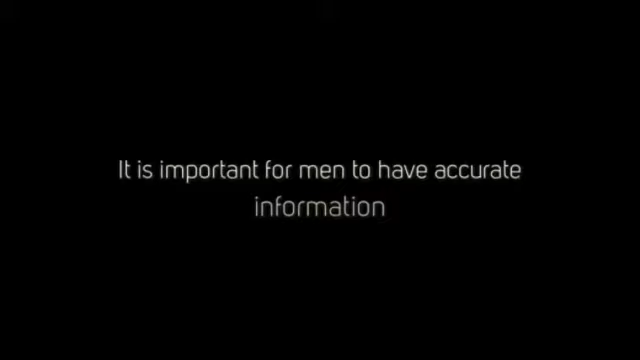 It is important for men to have accurate
information